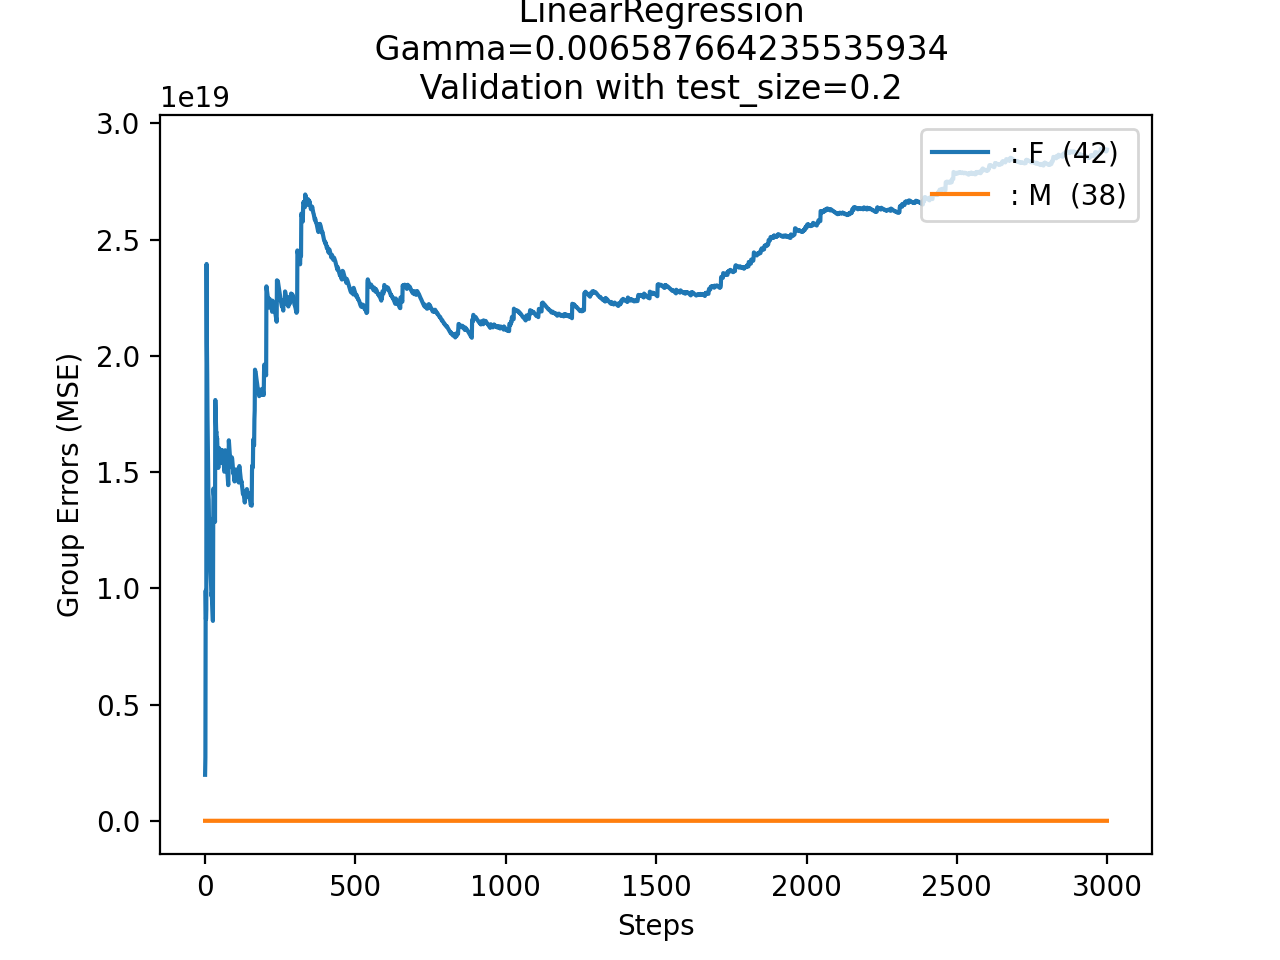 LinearRegression
Gamma=0.006587664235535934
Validation with test_size=0.2
1e19
3.0
2.5
2.0
1.5
1.0
0.5
0.0
Group Errors (MSE)
: F (42)
: M (38)
0 500 1000 1500 2000 2500 3000
Steps